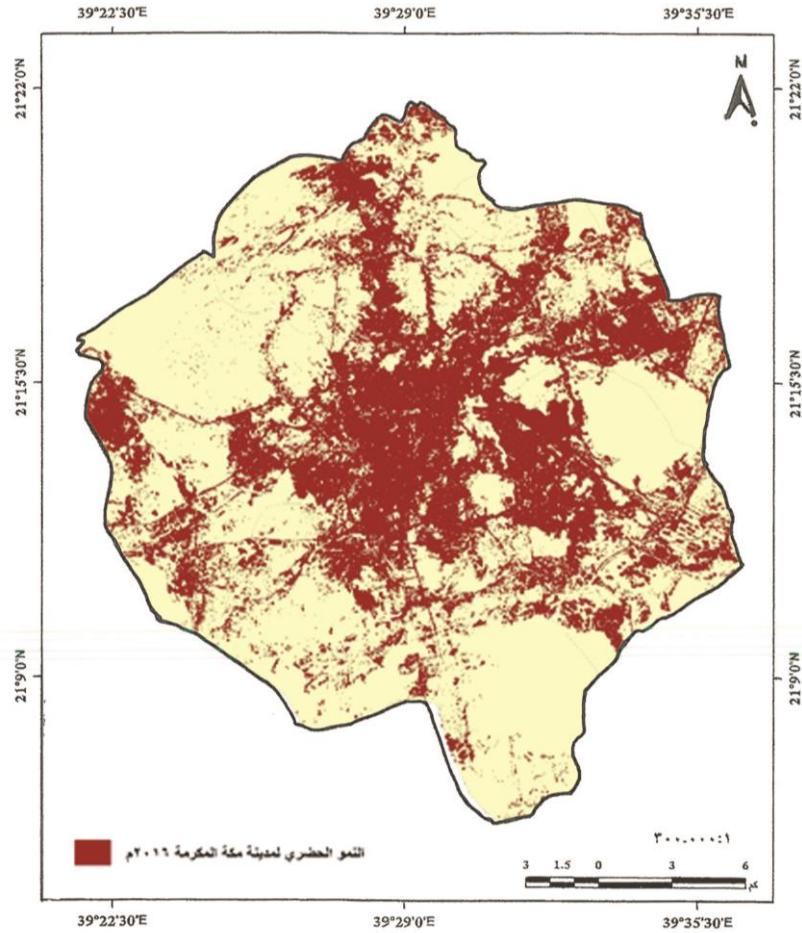 39°22'30"E 39°29'0"E 39°35'30"E
N
21°22'0"N 21°22'0"N
21°15'30"N 21°15'30"N
21°9'0"N 21°9'0"N
٣٠٠.٠٠٠:١
النمو الحضري لمدينة مكة المكرمة ٢٠١٦م
3 1.5 0 3 6
كم
39°22'30"E 39°29'0"E 39°35'30"E